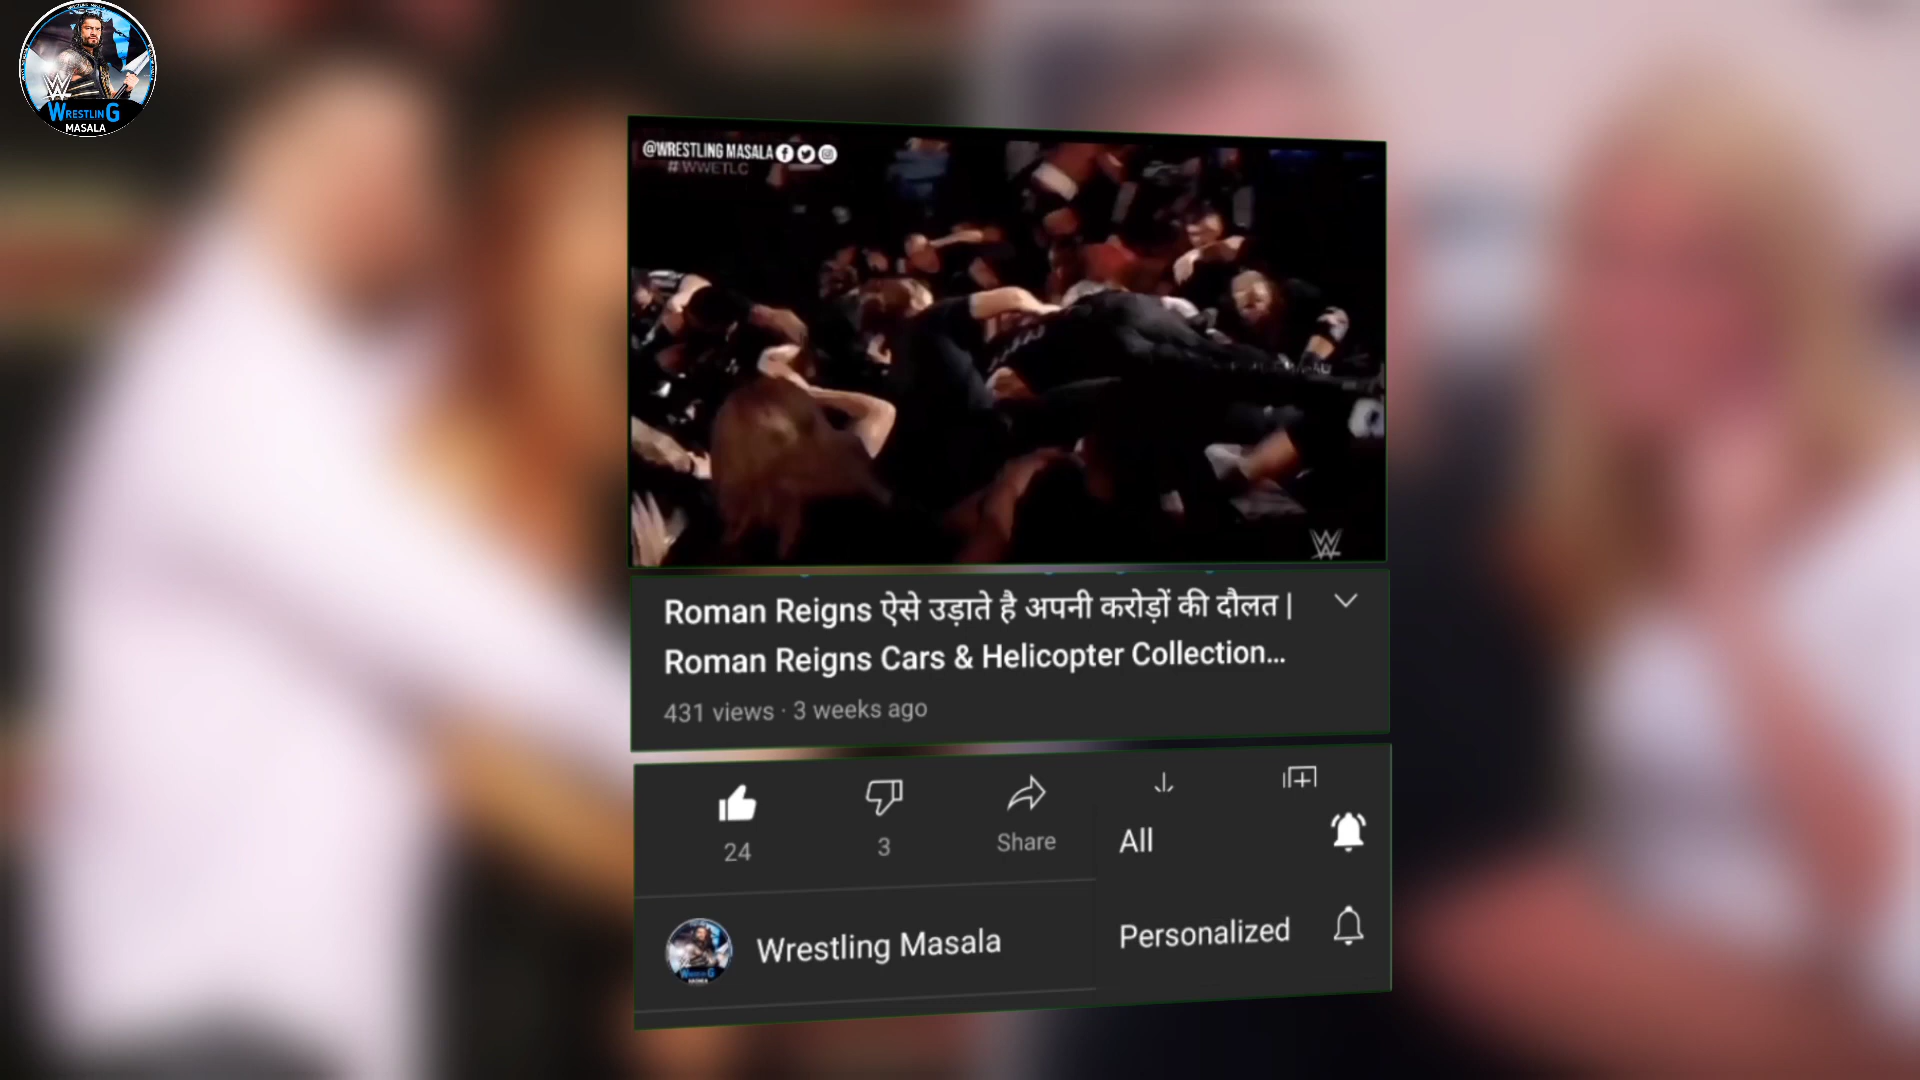 WRESTLING
MASALA
@WRESTLING MASALA
#WWETLC
Roman Reigns ऐसे उड़ाते है अपनी करोड़ों की दौलत |
Roman Reigns Cars & Helicopter Collection...
431 views · 3 weeks ago
24
3
Share
All
Wrestling Masala
Personalized